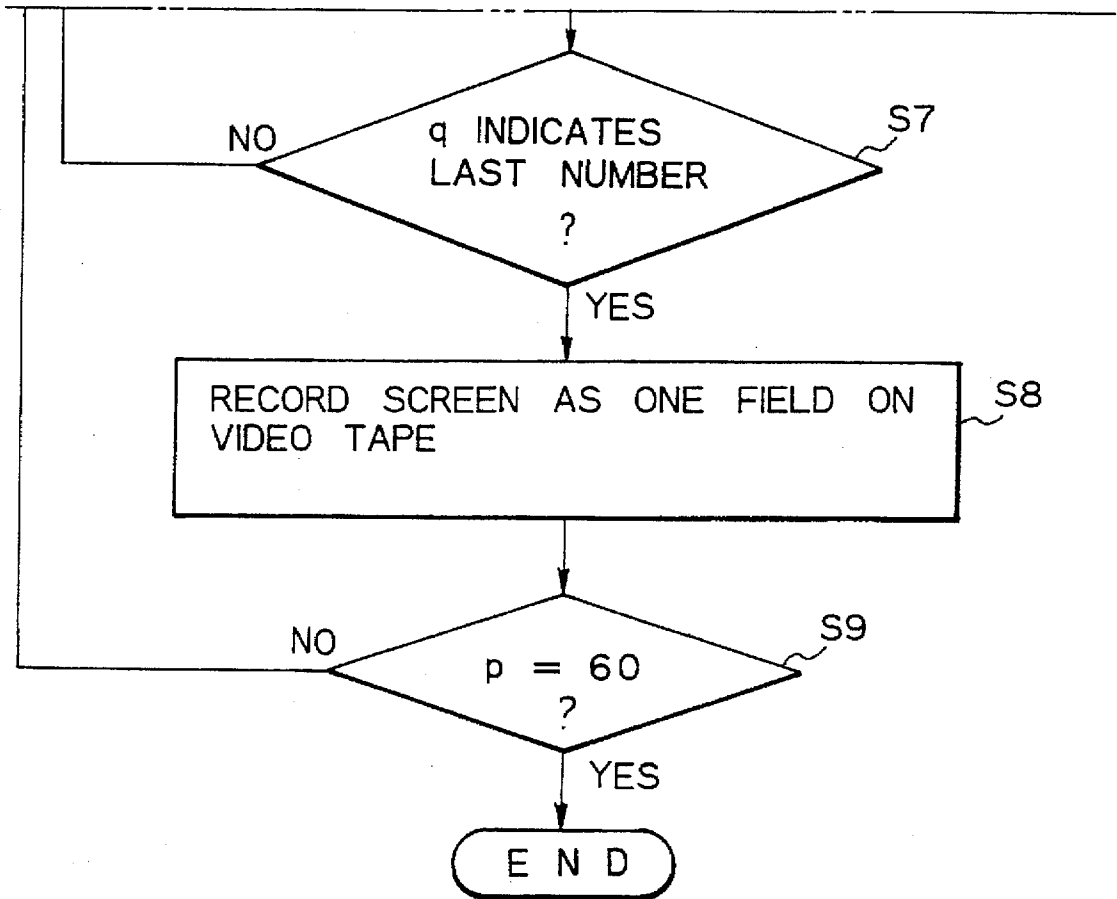 NO
q INDICATES
LAST NUMBER
?
S7
YES
RECORD SCREEN AS ONE FIELD ON
VIDEO TAPE
S8
NO
p = 60
?
S9
YES
END